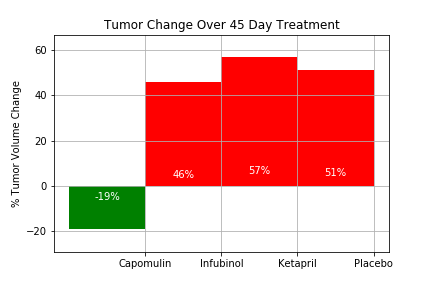 Tumor Change Over 45 Day Treatment
% Tumor Volume Change
60
40
20
0
−20
-19%
46%
57%
51%
Capomulin
Infubinol
Ketapril
Placebo